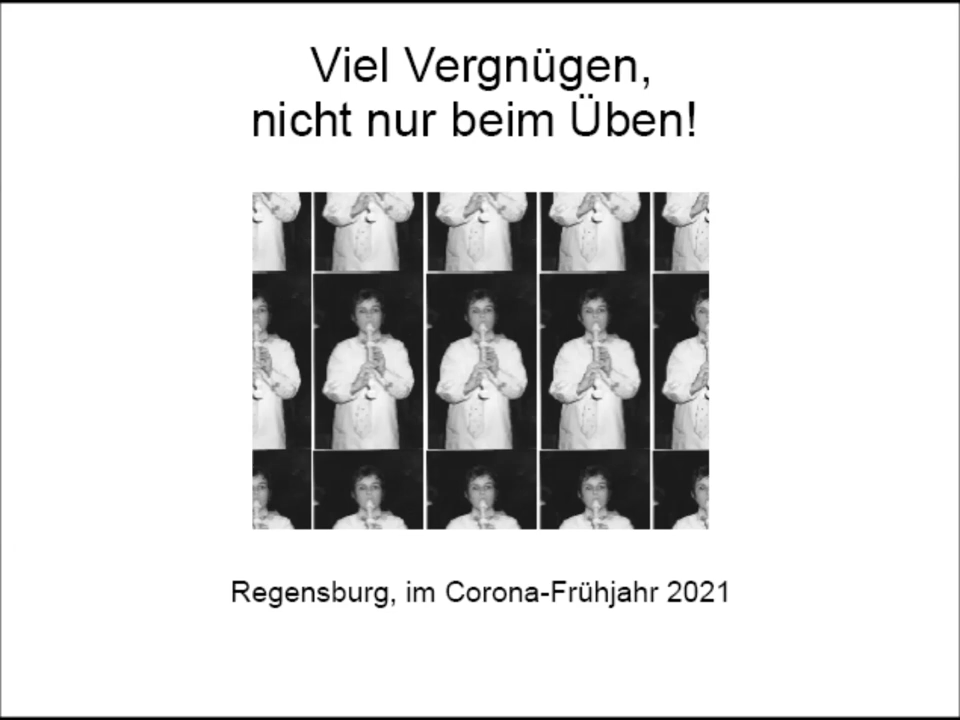 Viel Vergnügen,
nicht nur beim Üben!
Regensburg, im Corona-Frühjahr 2021